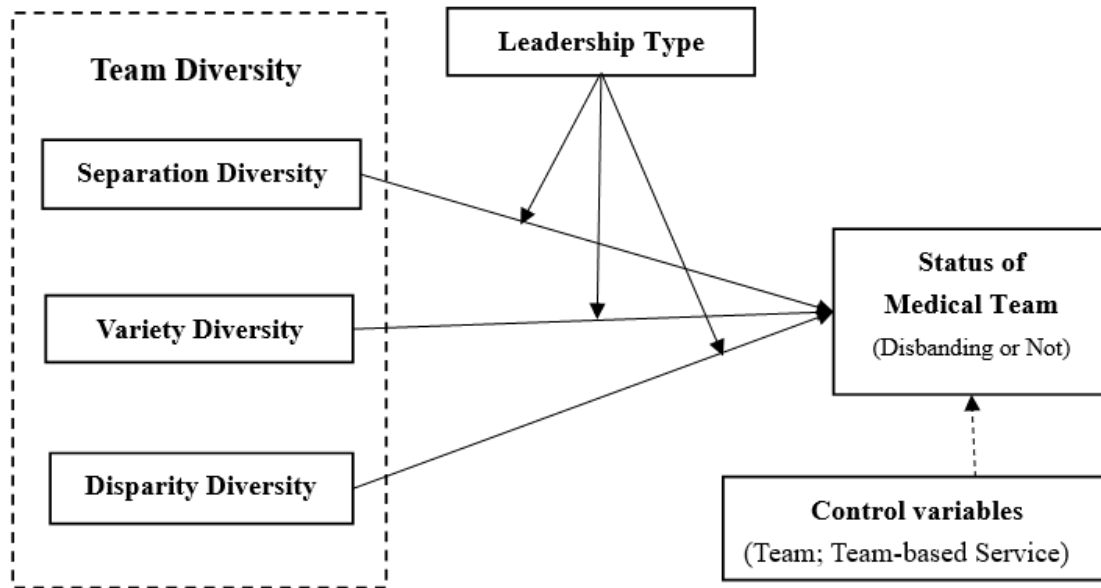 Leadership Type
Team Diversity
Separation Diversity
Variety Diversity
Disparity Diversity
Status of
Medical Team
(Disbanding or Not)
Control variables
(Team; Team-based Service)